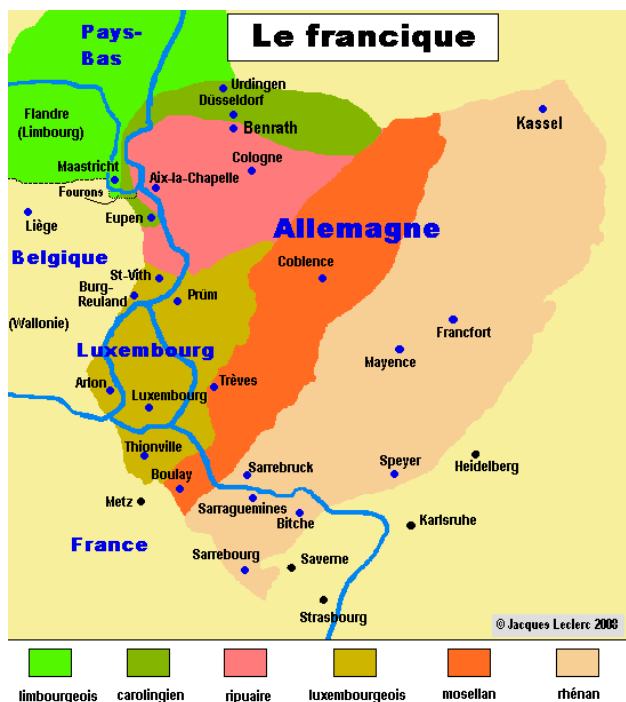 Le francique
Pays-
Bas
Urdingen
Düsseldorf
Flandre
(Limbourg)
Benrath
Kassel
Cologne
Maastricht
Aix-la-Chapelle
Fourons
Liège
Eupen
Allemagne
Belgique
Coblence
St-Vith
Burg-
Reuland
Prüm
(Wallonie)
Francfort
Luxembourg
Mayence
Arlon
Trèves
Luxembourg
Thionville
Boulay
Sarrebruck
Speyer
Heidelberg
Metz
Sarraguemines
Bitche
Karlsruhe
France
Sarrebourg
Saverne
Strasbourg
© Jacques Leclerc 2008
limbourgeois
carolingien
ripuaire
luxembourgeois
mosellan
rhénan